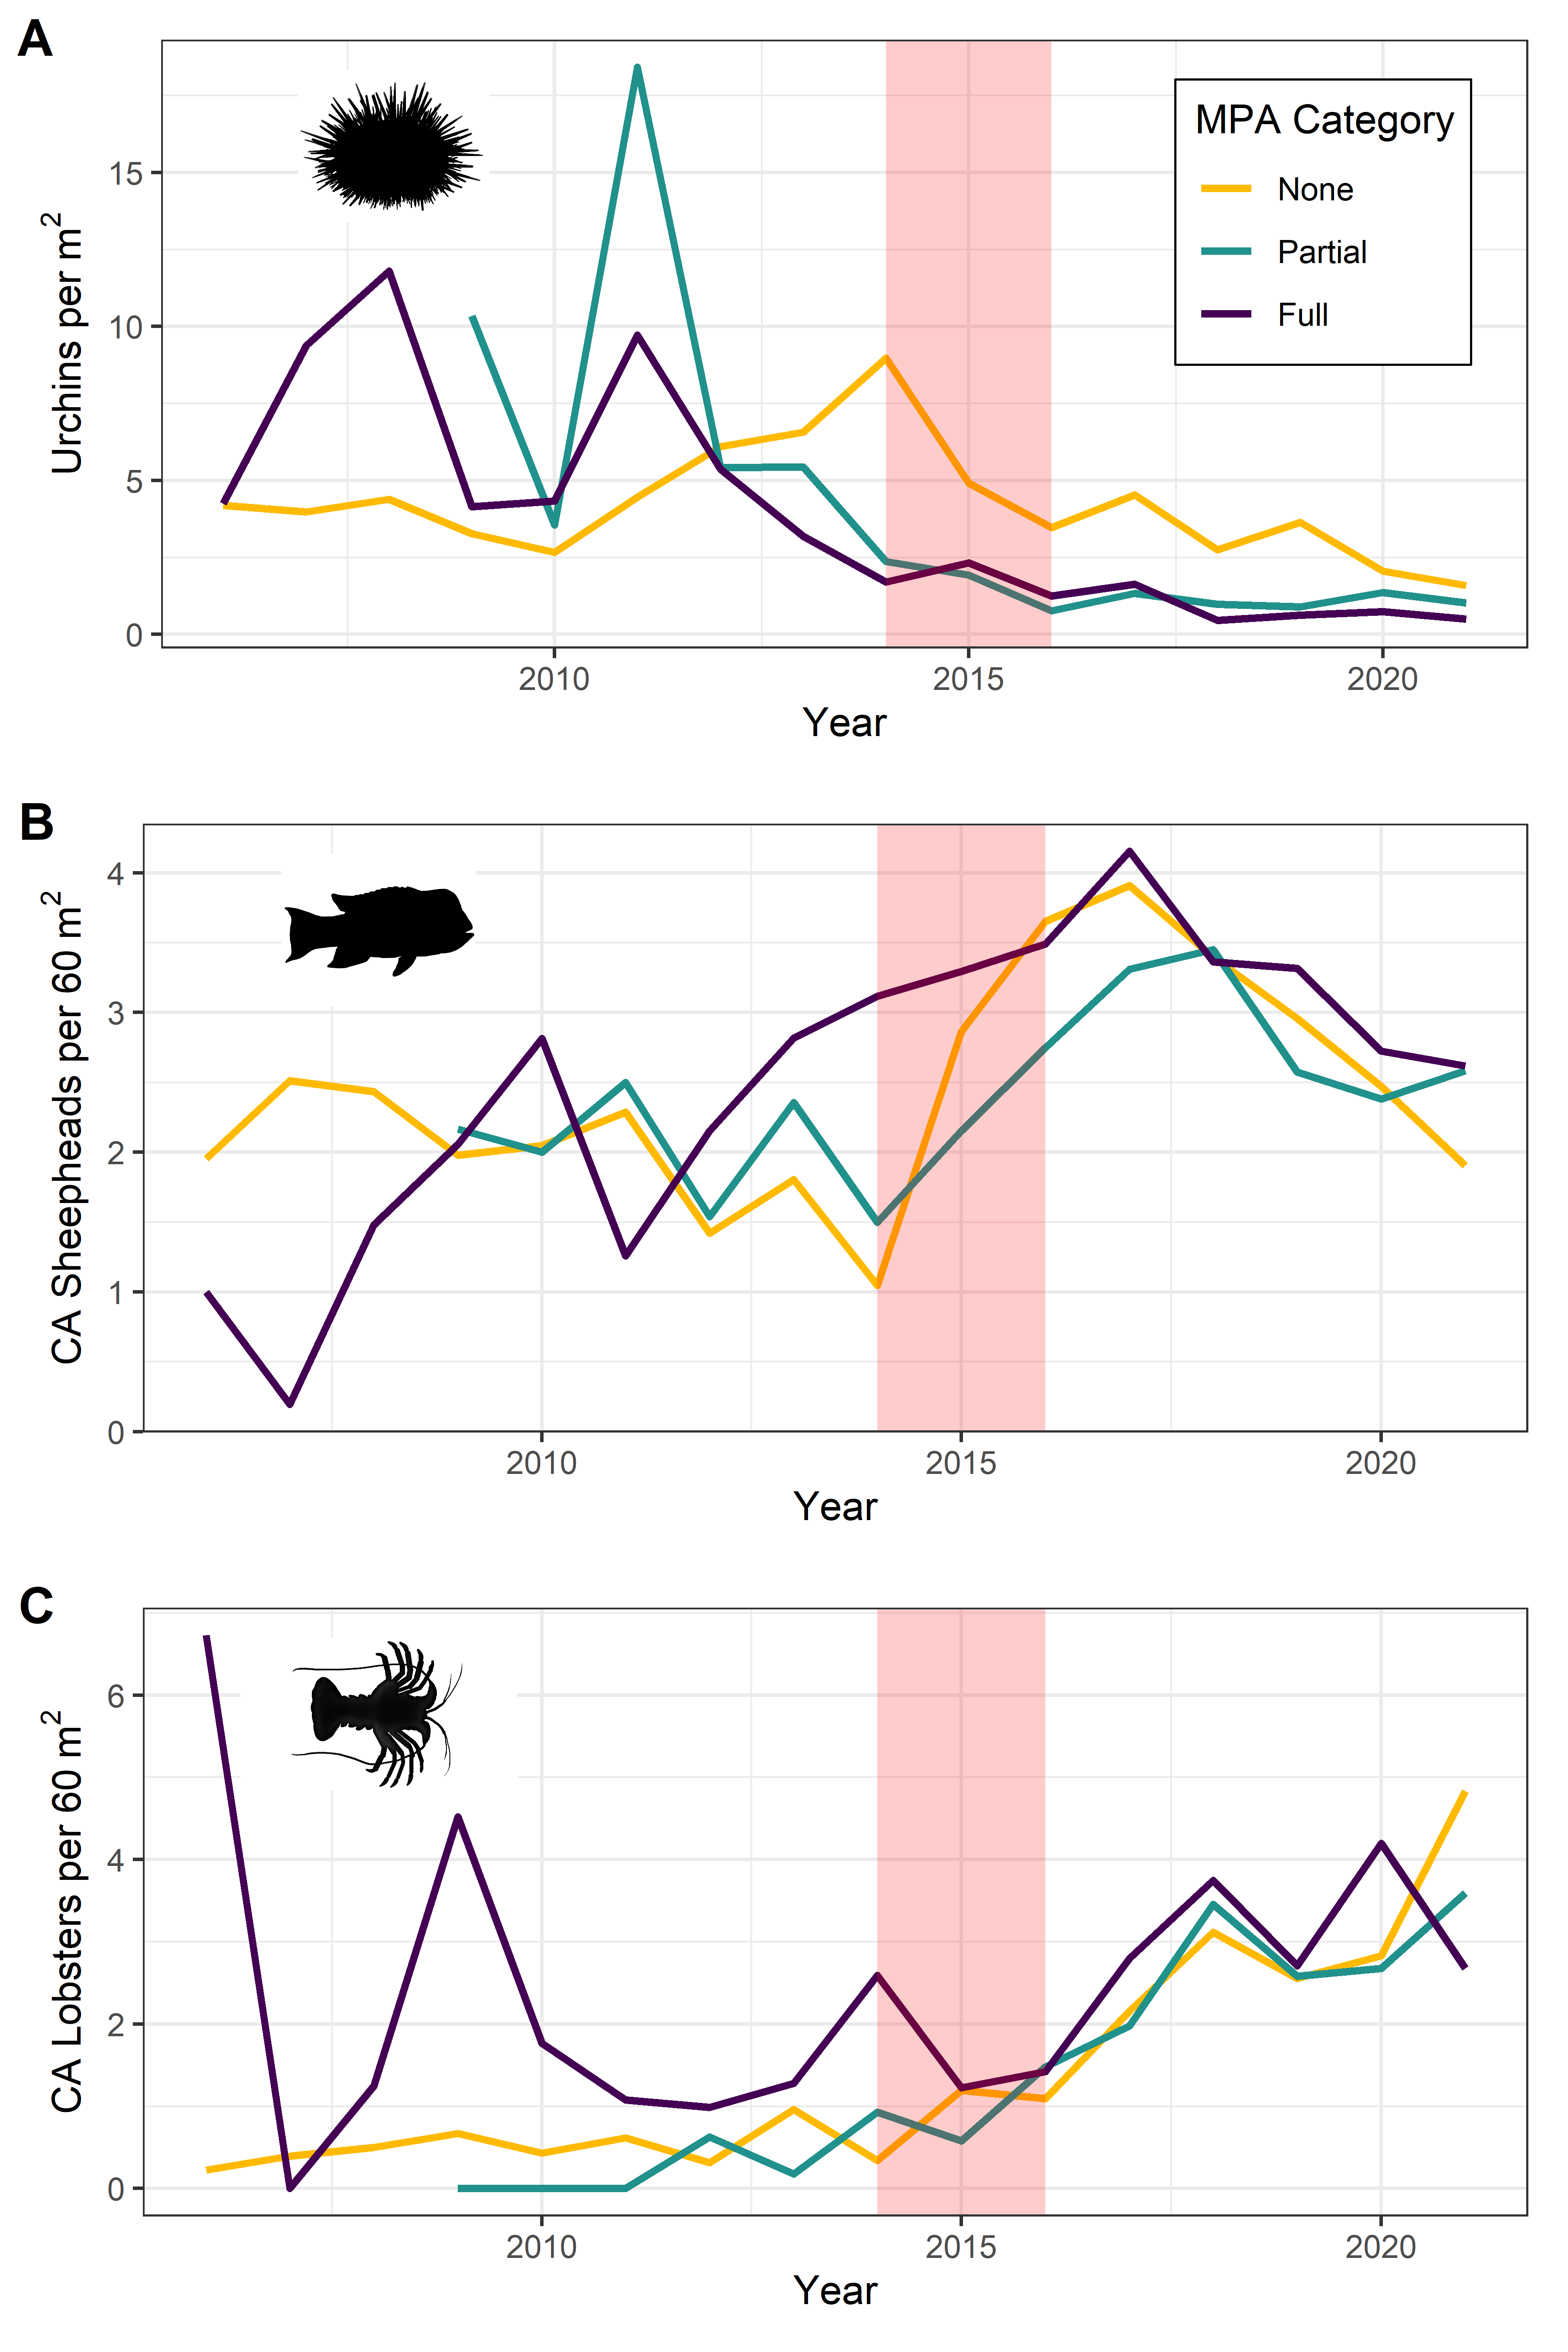 A
Urchins per m²
15
10
5
0
MPA Category
None
Partial
Full
2010
2015
2020
Year
B
CA Sheepheads per 60 m²
4
3
2
1
0
2010
2015
2020
Year
C
CA Lobsters per 60 m²
6
4
2
0
2010
2015
2020
Year